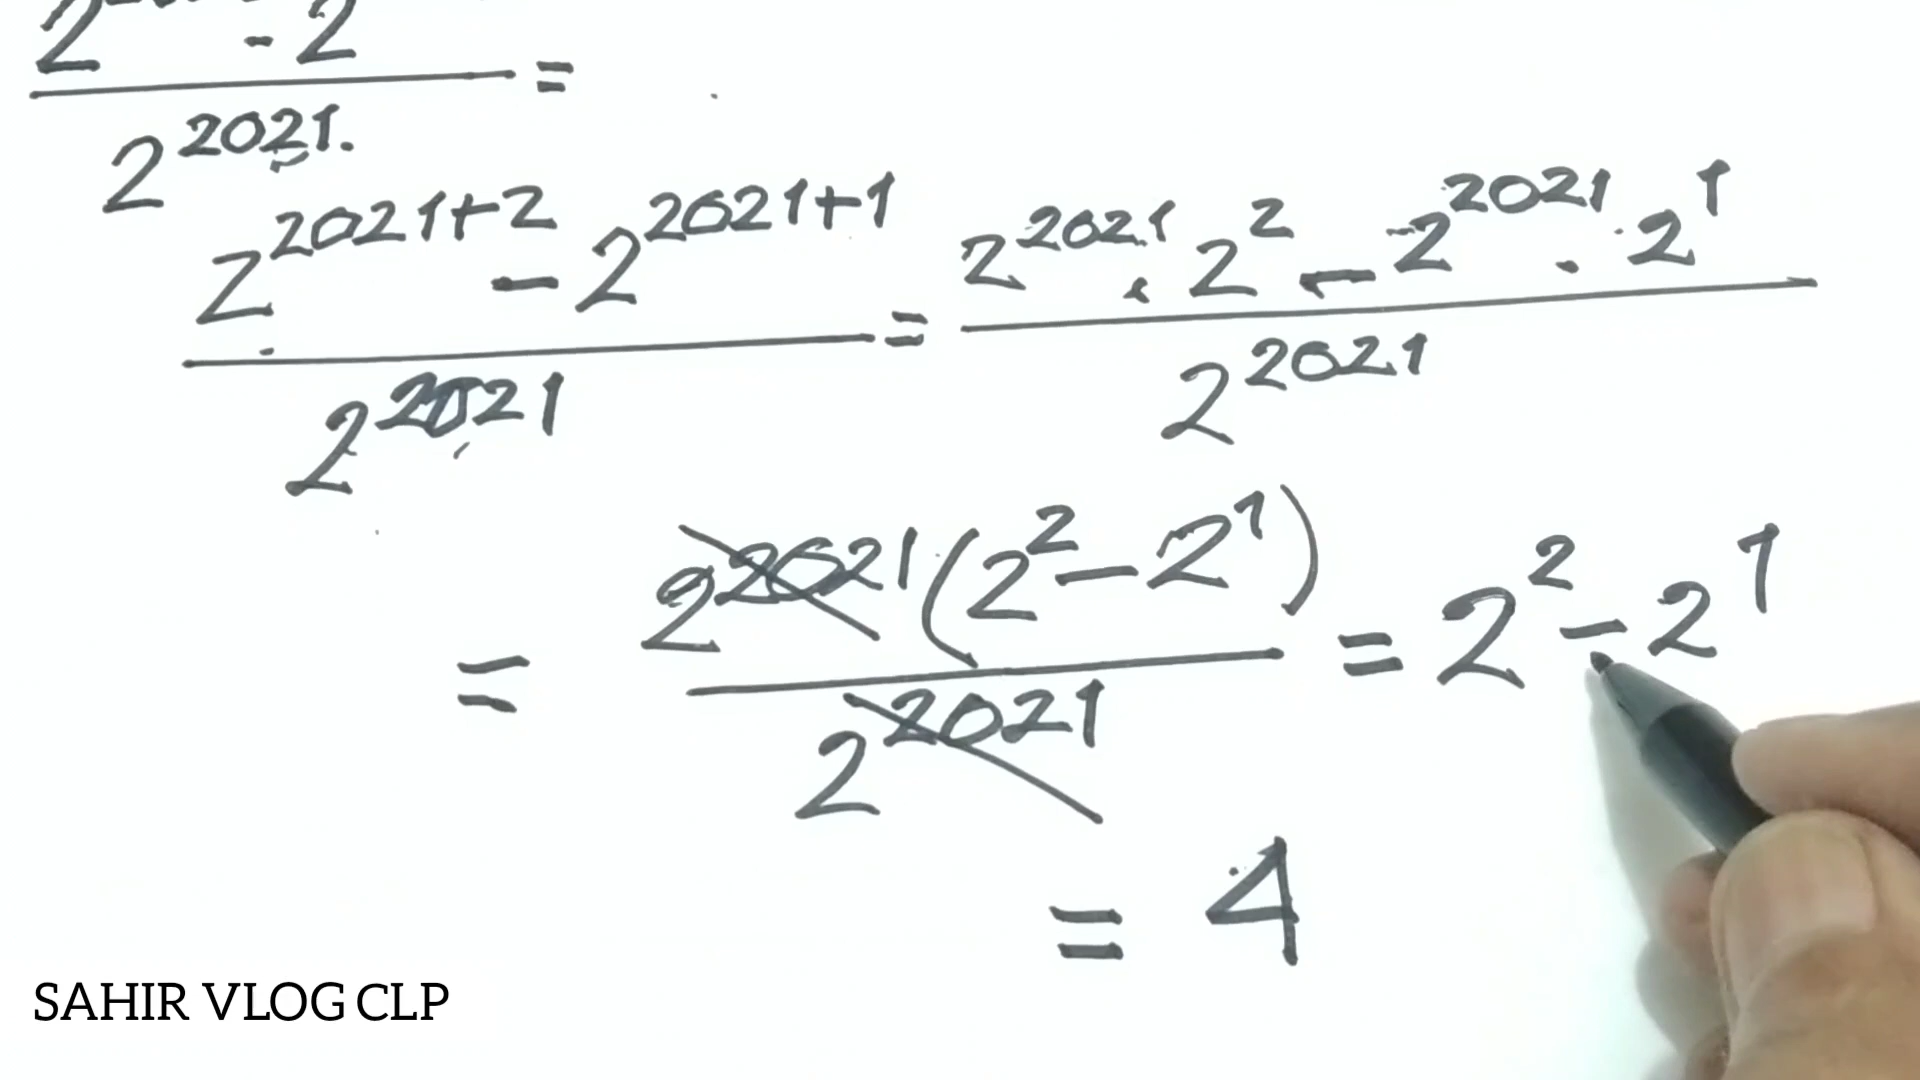 2 - 2
2^2021. =
2^2021+2 - 2^2021+1 = 2^2021 . 2^2 - 2^2021 . 2^1
2^2021 2^2021
= 2^2021 (2^2 - 2^1) = 2^2 - 2^1
2^2021
= 4
SAHIR VLOG CLP